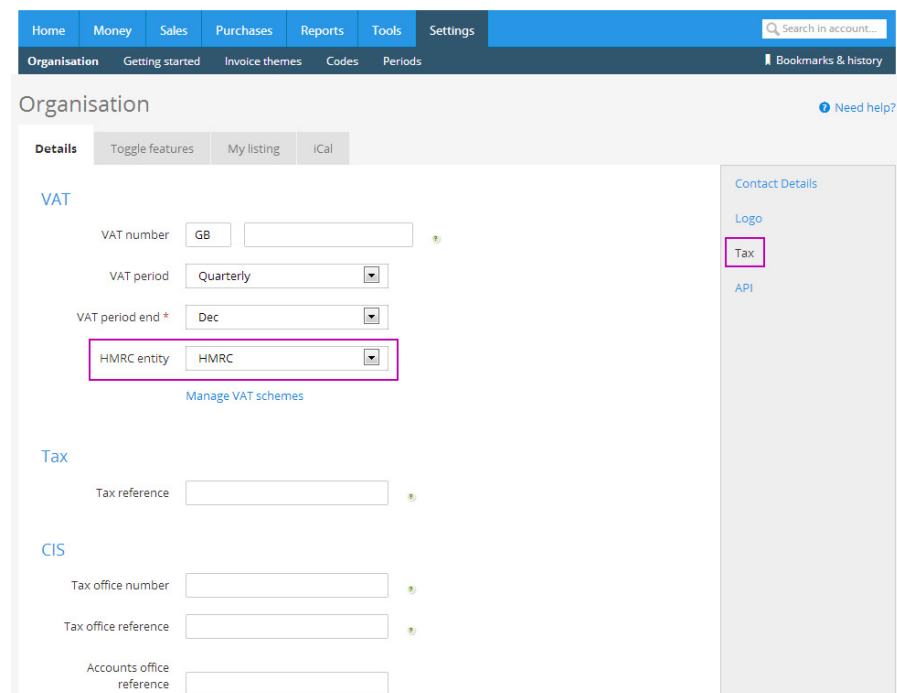 Home Money Sales Purchases Reports Tools Settings Search in account...
Organisation Getting started Invoice themes Codes Periods Bookmarks & history
Organisation
? Need help?
Details Toggle features My listing iCal
Contact Details
Logo
Tax
API
VAT
VAT number GB ?
VAT period Quarterly
VAT period end * Dec
HMRC entity HMRC
Manage VAT schemes
Tax
Tax reference ?
CIS
Tax office number ?
Tax office reference ?
Accounts office
reference